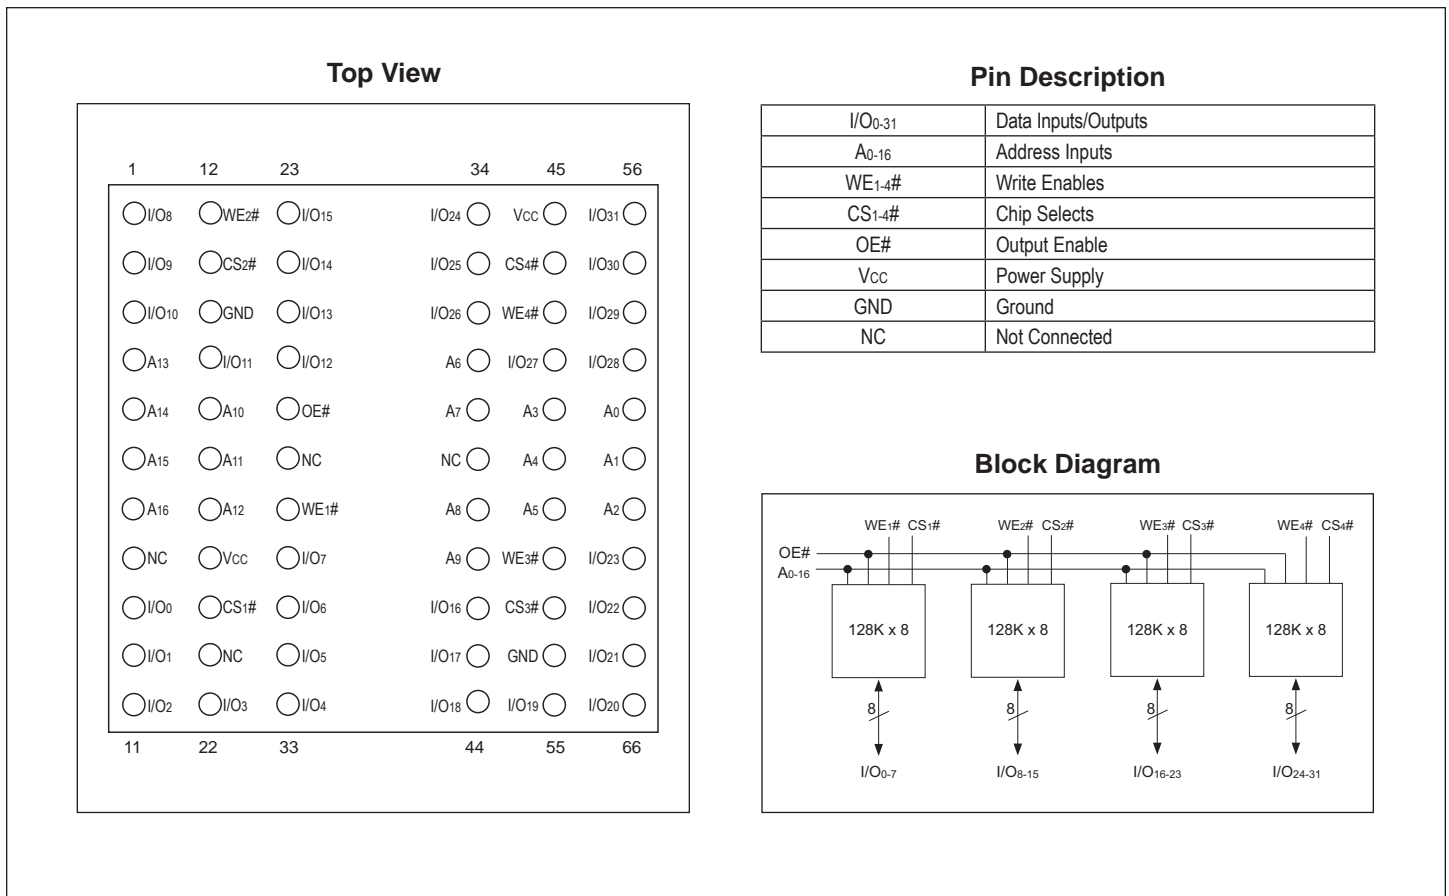 Top View
1 12 23 34 45 56
I/O8 WE2# I/O15 I/O24 VCC I/O31
I/O9 CS2# I/O14 I/O25 CS4# I/O30
I/O10 GND I/O13 I/O26 WE4# I/O29
A13 I/O11 I/O12 A6 I/O27 I/O28
A14 A10 OE# A7 A3 A0
A15 A11 NC NC A4 A1
A16 A12 WE1# A8 A5 A2
NC VCC I/O7 A9 WE3# I/O23
I/O0 CS1# I/O6 I/O16 CS3# I/O22
I/O1 NC I/O5 I/O17 GND I/O21
I/O2 I/O3 I/O4 I/O18 I/O19 I/O20
11 22 33 44 55 66
Pin Description
I/O0-31 Data Inputs/Outputs
A0-16 Address Inputs
WE1-4# Write Enables
CS1-4# Chip Selects
OE# Output Enable
VCC Power Supply
GND Ground
NC Not Connected
Block Diagram
WE1# CS1# WE2# CS2# WE3# CS3# WE4# CS4#
OE#
A0-16
128K x 8 128K x 8 128K x 8 128K x 8
8 8 8 8
I/O0-7 I/O8-15 I/O16-23 I/O24-31